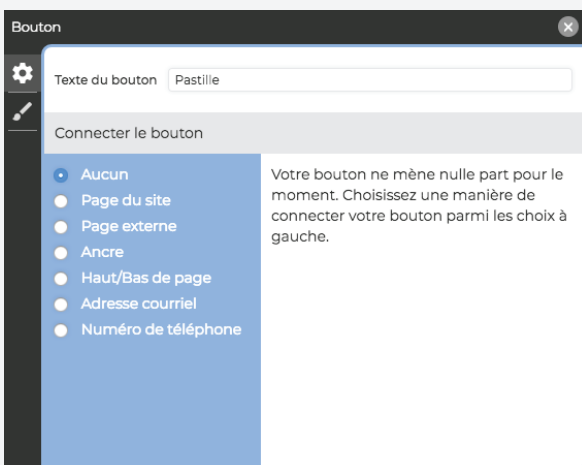 Bouton
Texte du bouton Pastille
Connecter le bouton
Aucun
Page du site
Page externe
Ancre
Haut/Bas de page
Adresse courriel
Numéro de téléphone
Votre bouton ne mène nulle part pour le
moment. Choisissez une manière de
connecter votre bouton parmi les choix à
gauche.